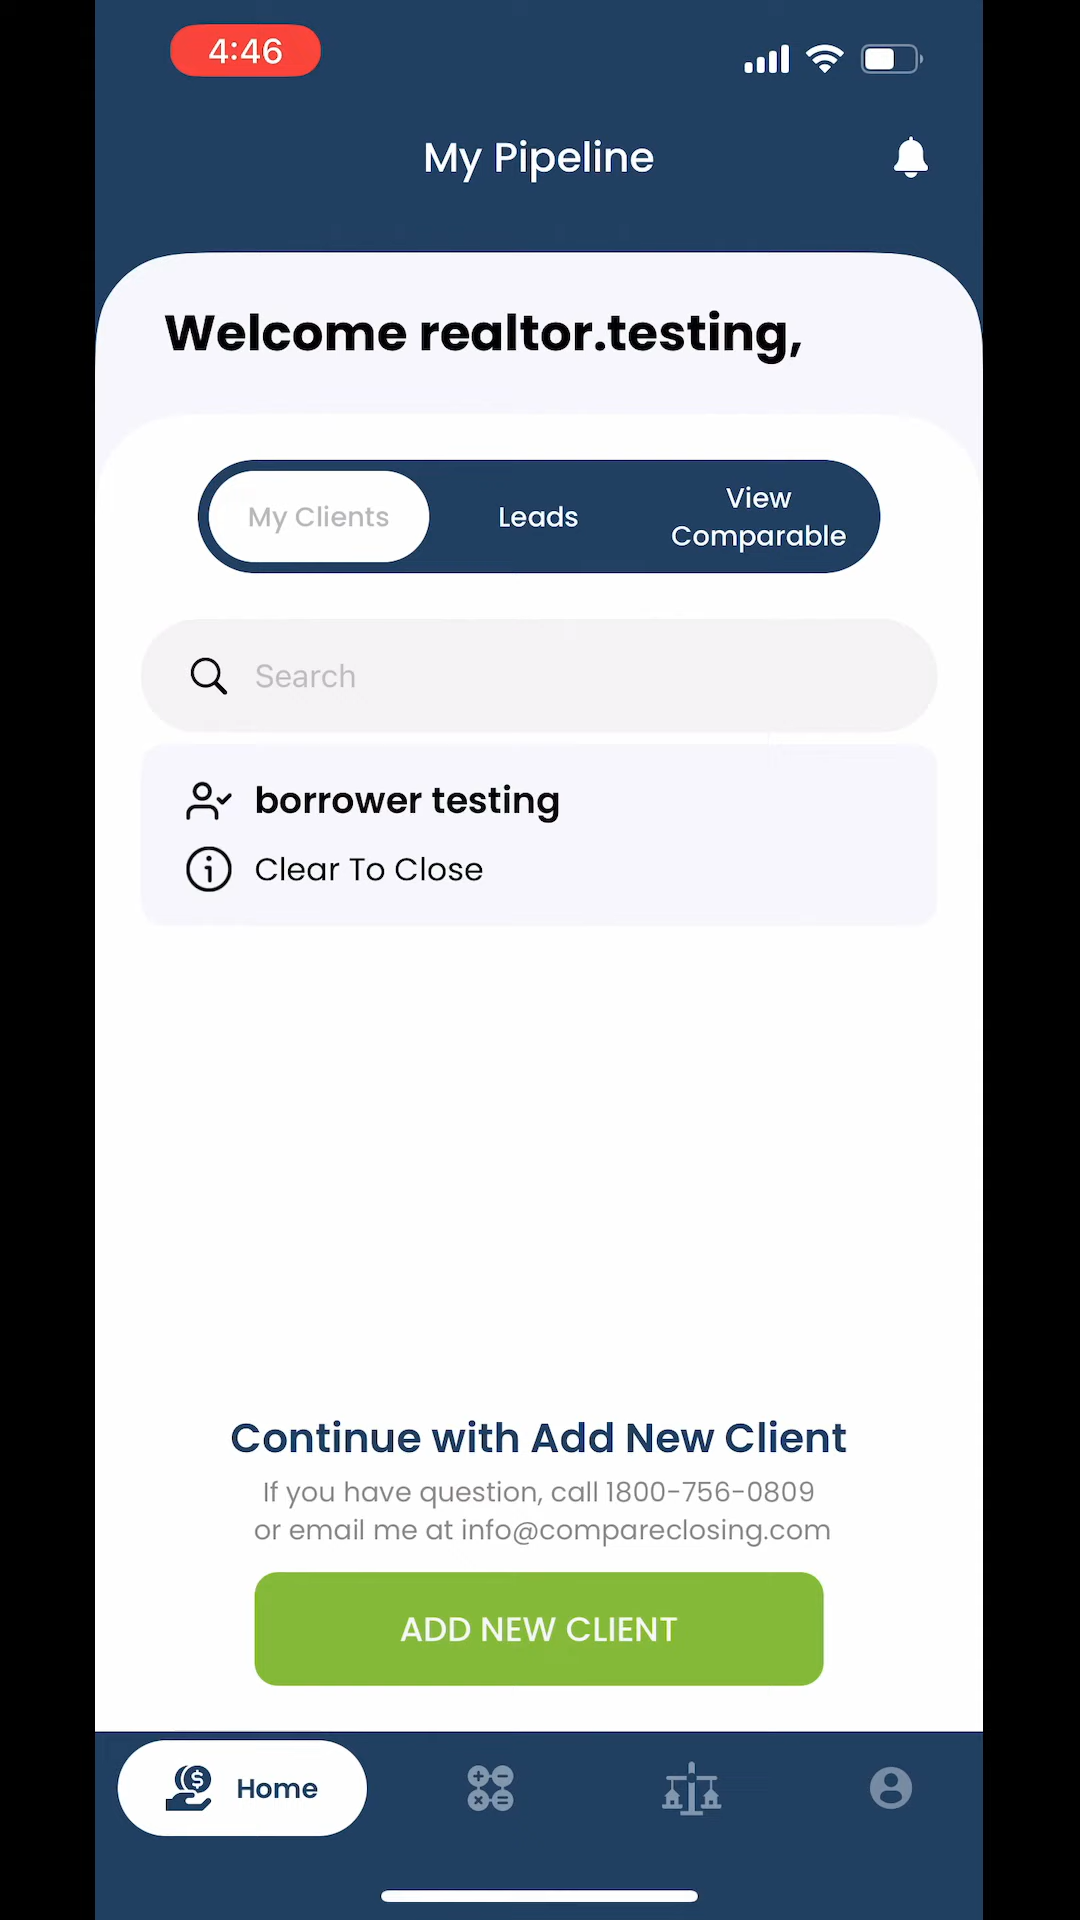 4:46
My Pipeline
Welcome realtor.testing,
My Clients
Leads
View
Comparable
Search
borrower testing
Clear To Close
Continue with Add New Client
If you have question, call 1800-756-0809
or email me at info@compareclosing.com
ADD NEW CLIENT
Home